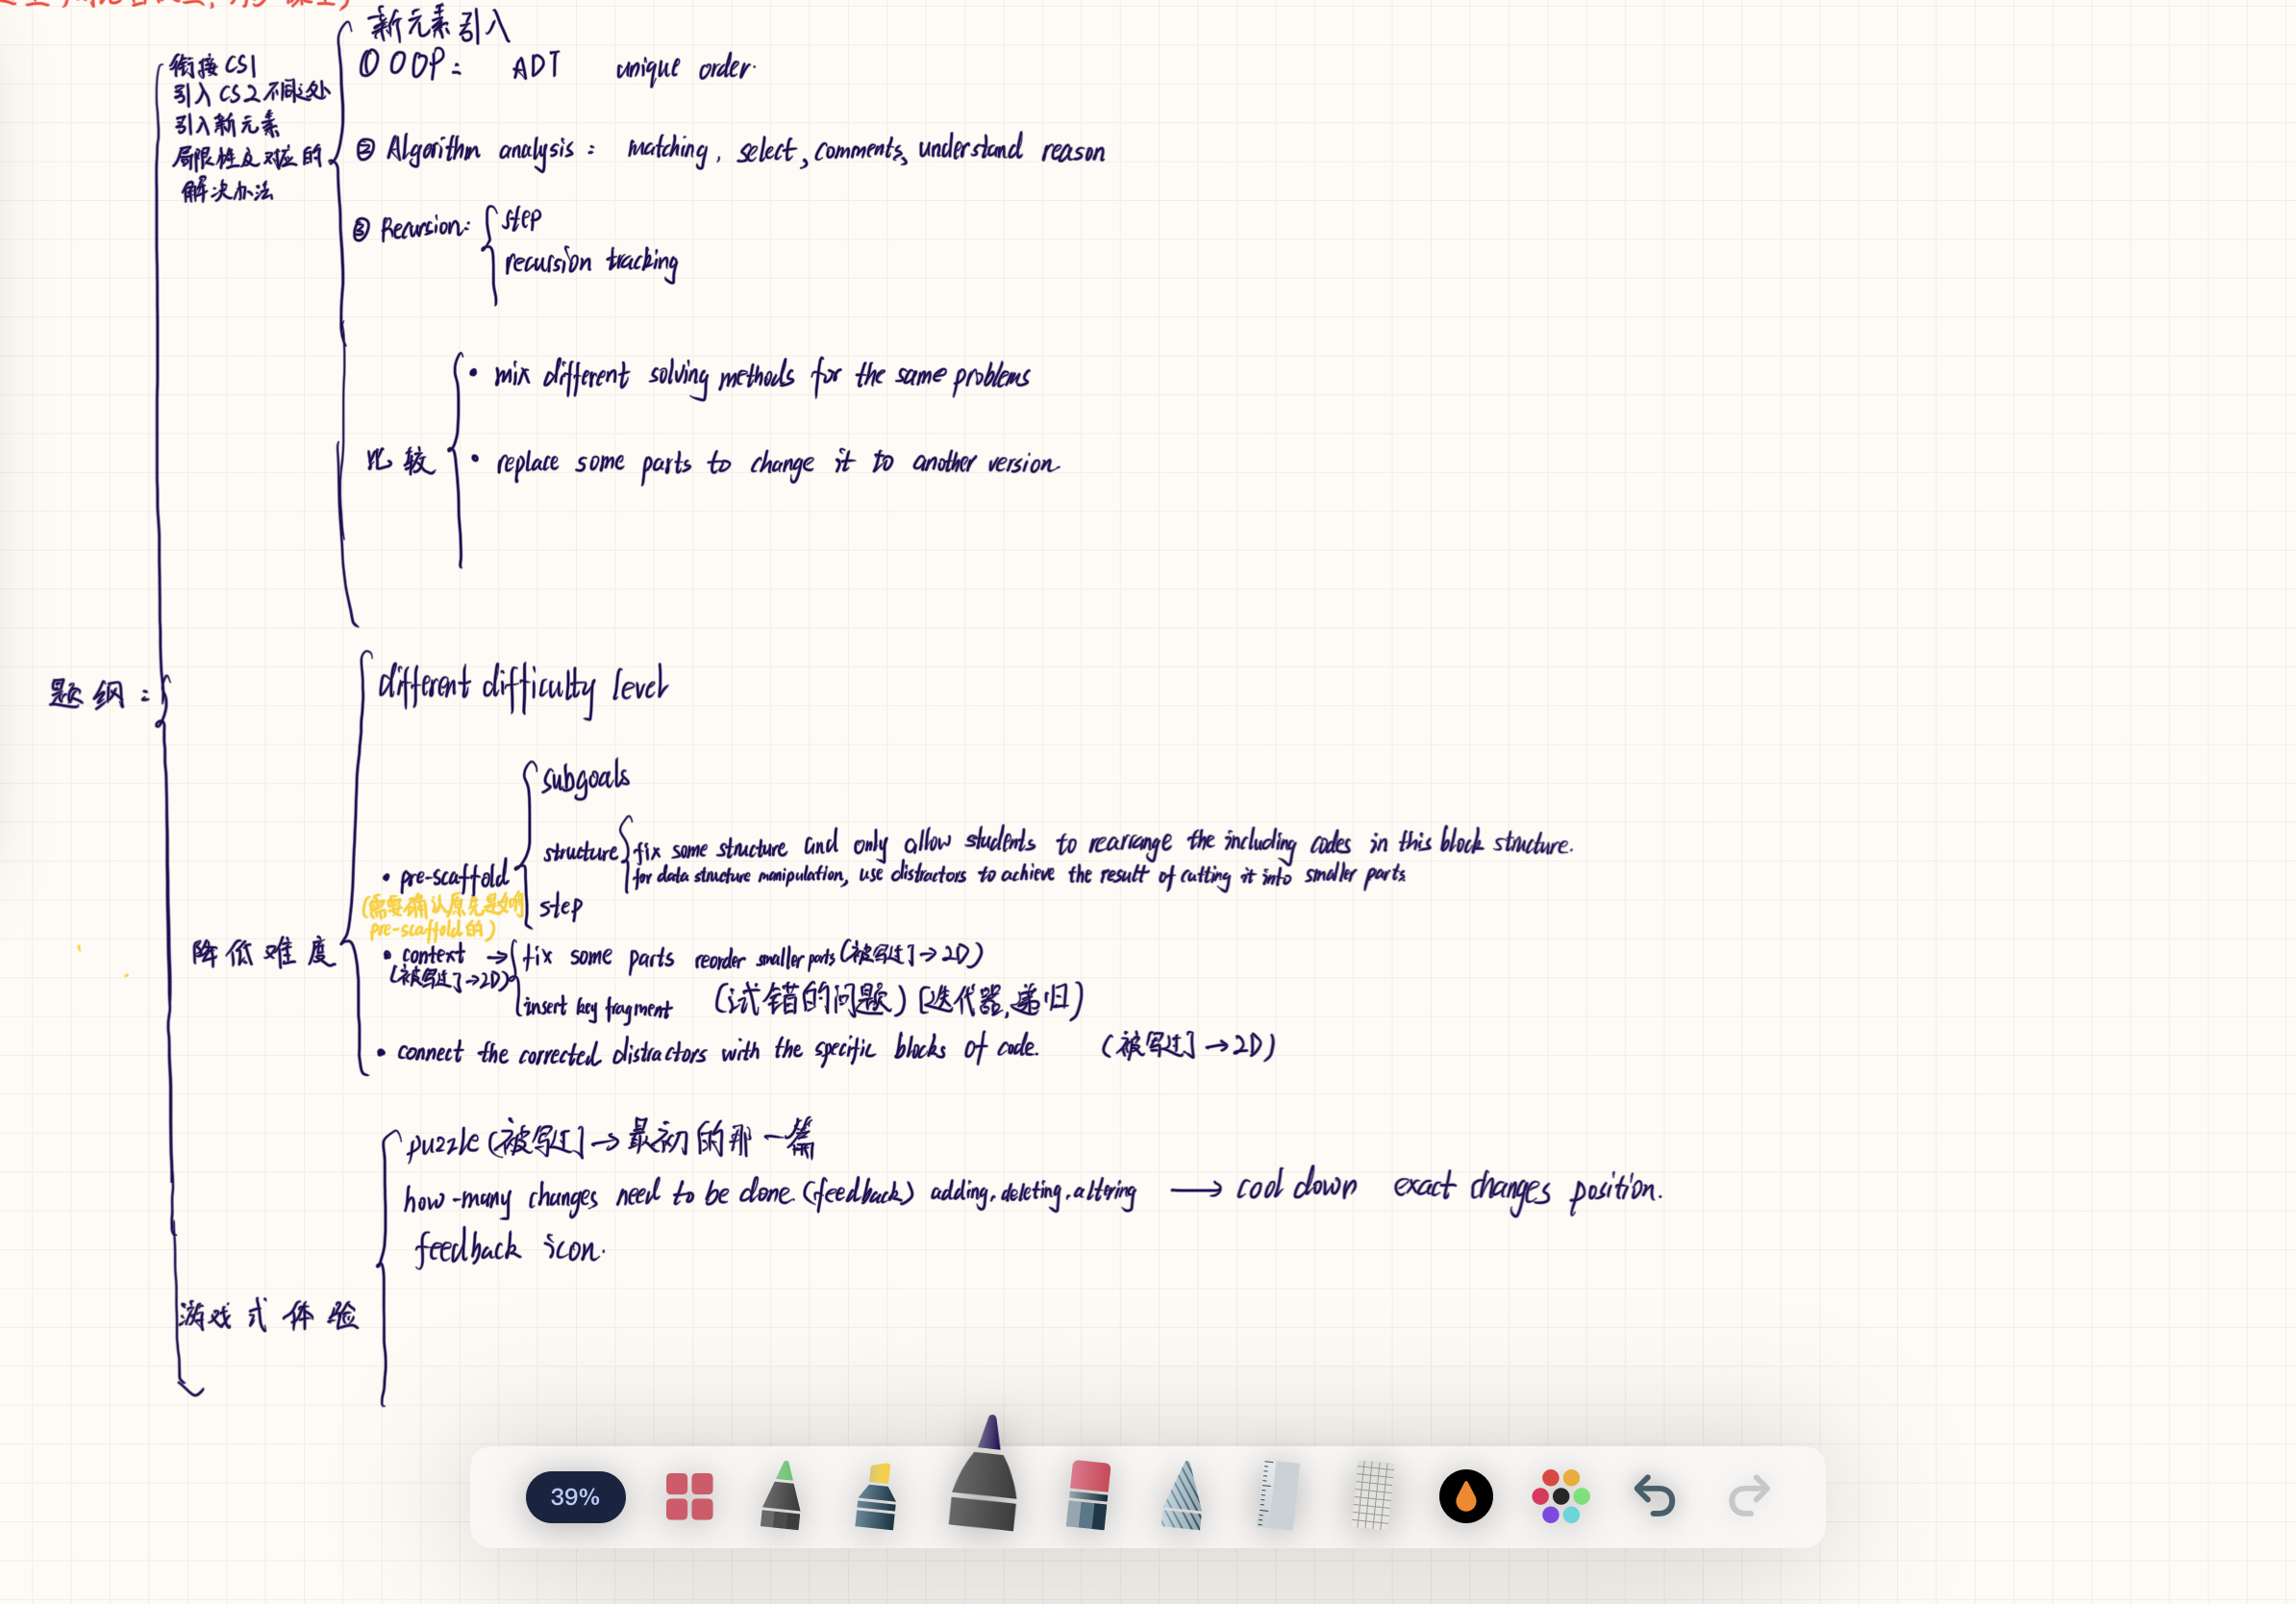 新元素引入
衔接CS1
① OOP: ADT unique order.
引入CS2不同之处
引入新元素
局限性及对应的
解决办法
② Algorithm analysis: matching, select, comments, understand reason
③ Recursion:
step
recursion tracking
• mix different solving methods for the same problems
比较
• replace some parts to change it to another version
题纲:
different difficulty level
subgoals
structure
fix some structure and only allow students to rearrange the including codes in this block structure.
for data structure manipulation, use distractors to achieve the result of cutting it into smaller parts
• pre-scaffold
(需要确认原先题的
pre-scaffold的)
step
降低难度
• context → fix some parts reorder smaller parts (被写过了→2D)
(被写过了→2D)
insert key fragment (试错的问题) (迭代器,递归)
• connect the corrected distractors with the specific blocks of code. (被写过了→2D)
puzzle (被写过了→最初的那一篇
how-many changes need to be done. (feedback) adding, deleting, altering → cool down exact changes position.
feedback icon.
游戏式体验
39%